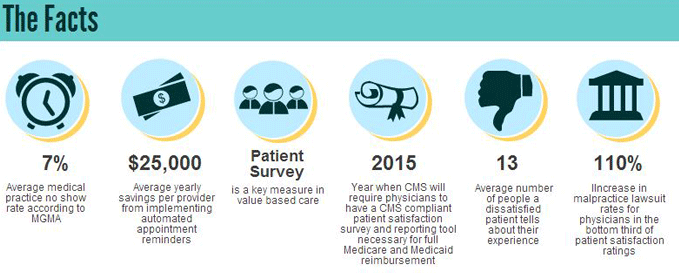 The Facts
7%
Average medical
practice no show
rate according to
MGMA
$25,000
Average yearly
savings per provider
from implementing
automated
appointment
reminders
Patient
Survey
is a key measure in
value based care
2015
Year when CMS will
require physicians to
have a CMS compliant
patient satisfaction
survey and reporting tool
necessary for full
Medicare and Medicaid
reimbursement
13
Average number
of people a
dissatisfied
patient tells
about their
experience
110%
IIncrease in
malpractice lawsuit
rates for
physicians in the
bottom third of
patient satisfaction
ratings